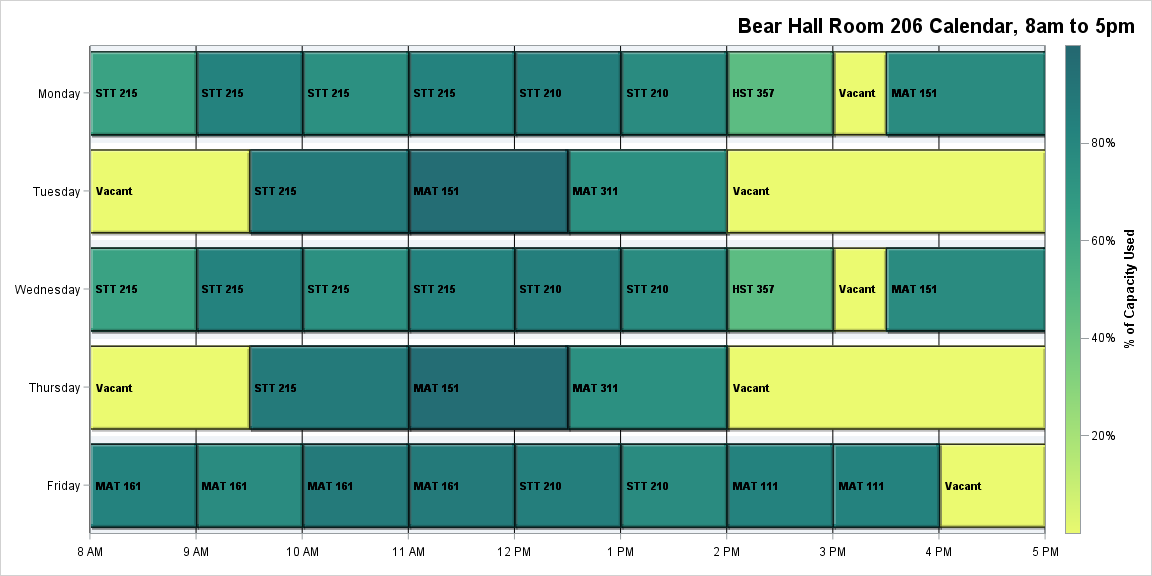 Bear Hall Room 206 Calendar, 8am to 5pm
Monday STT 215 STT 215 STT 215 STT 215 STT 210 STT 210 HST 357 Vacant MAT 151
Tuesday Vacant STT 215 MAT 151 MAT 311 Vacant
Wednesday STT 215 STT 215 STT 215 STT 215 STT 210 STT 210 HST 357 Vacant MAT 151
Thursday Vacant STT 215 MAT 151 MAT 311 Vacant
Friday MAT 161 MAT 161 MAT 161 MAT 161 STT 210 STT 210 MAT 111 MAT 111 Vacant
8 AM 9 AM 10 AM 11 AM 12 PM 1 PM 2 PM 3 PM 4 PM 5 PM
80%
60%
40%
20%
% of Capacity Used